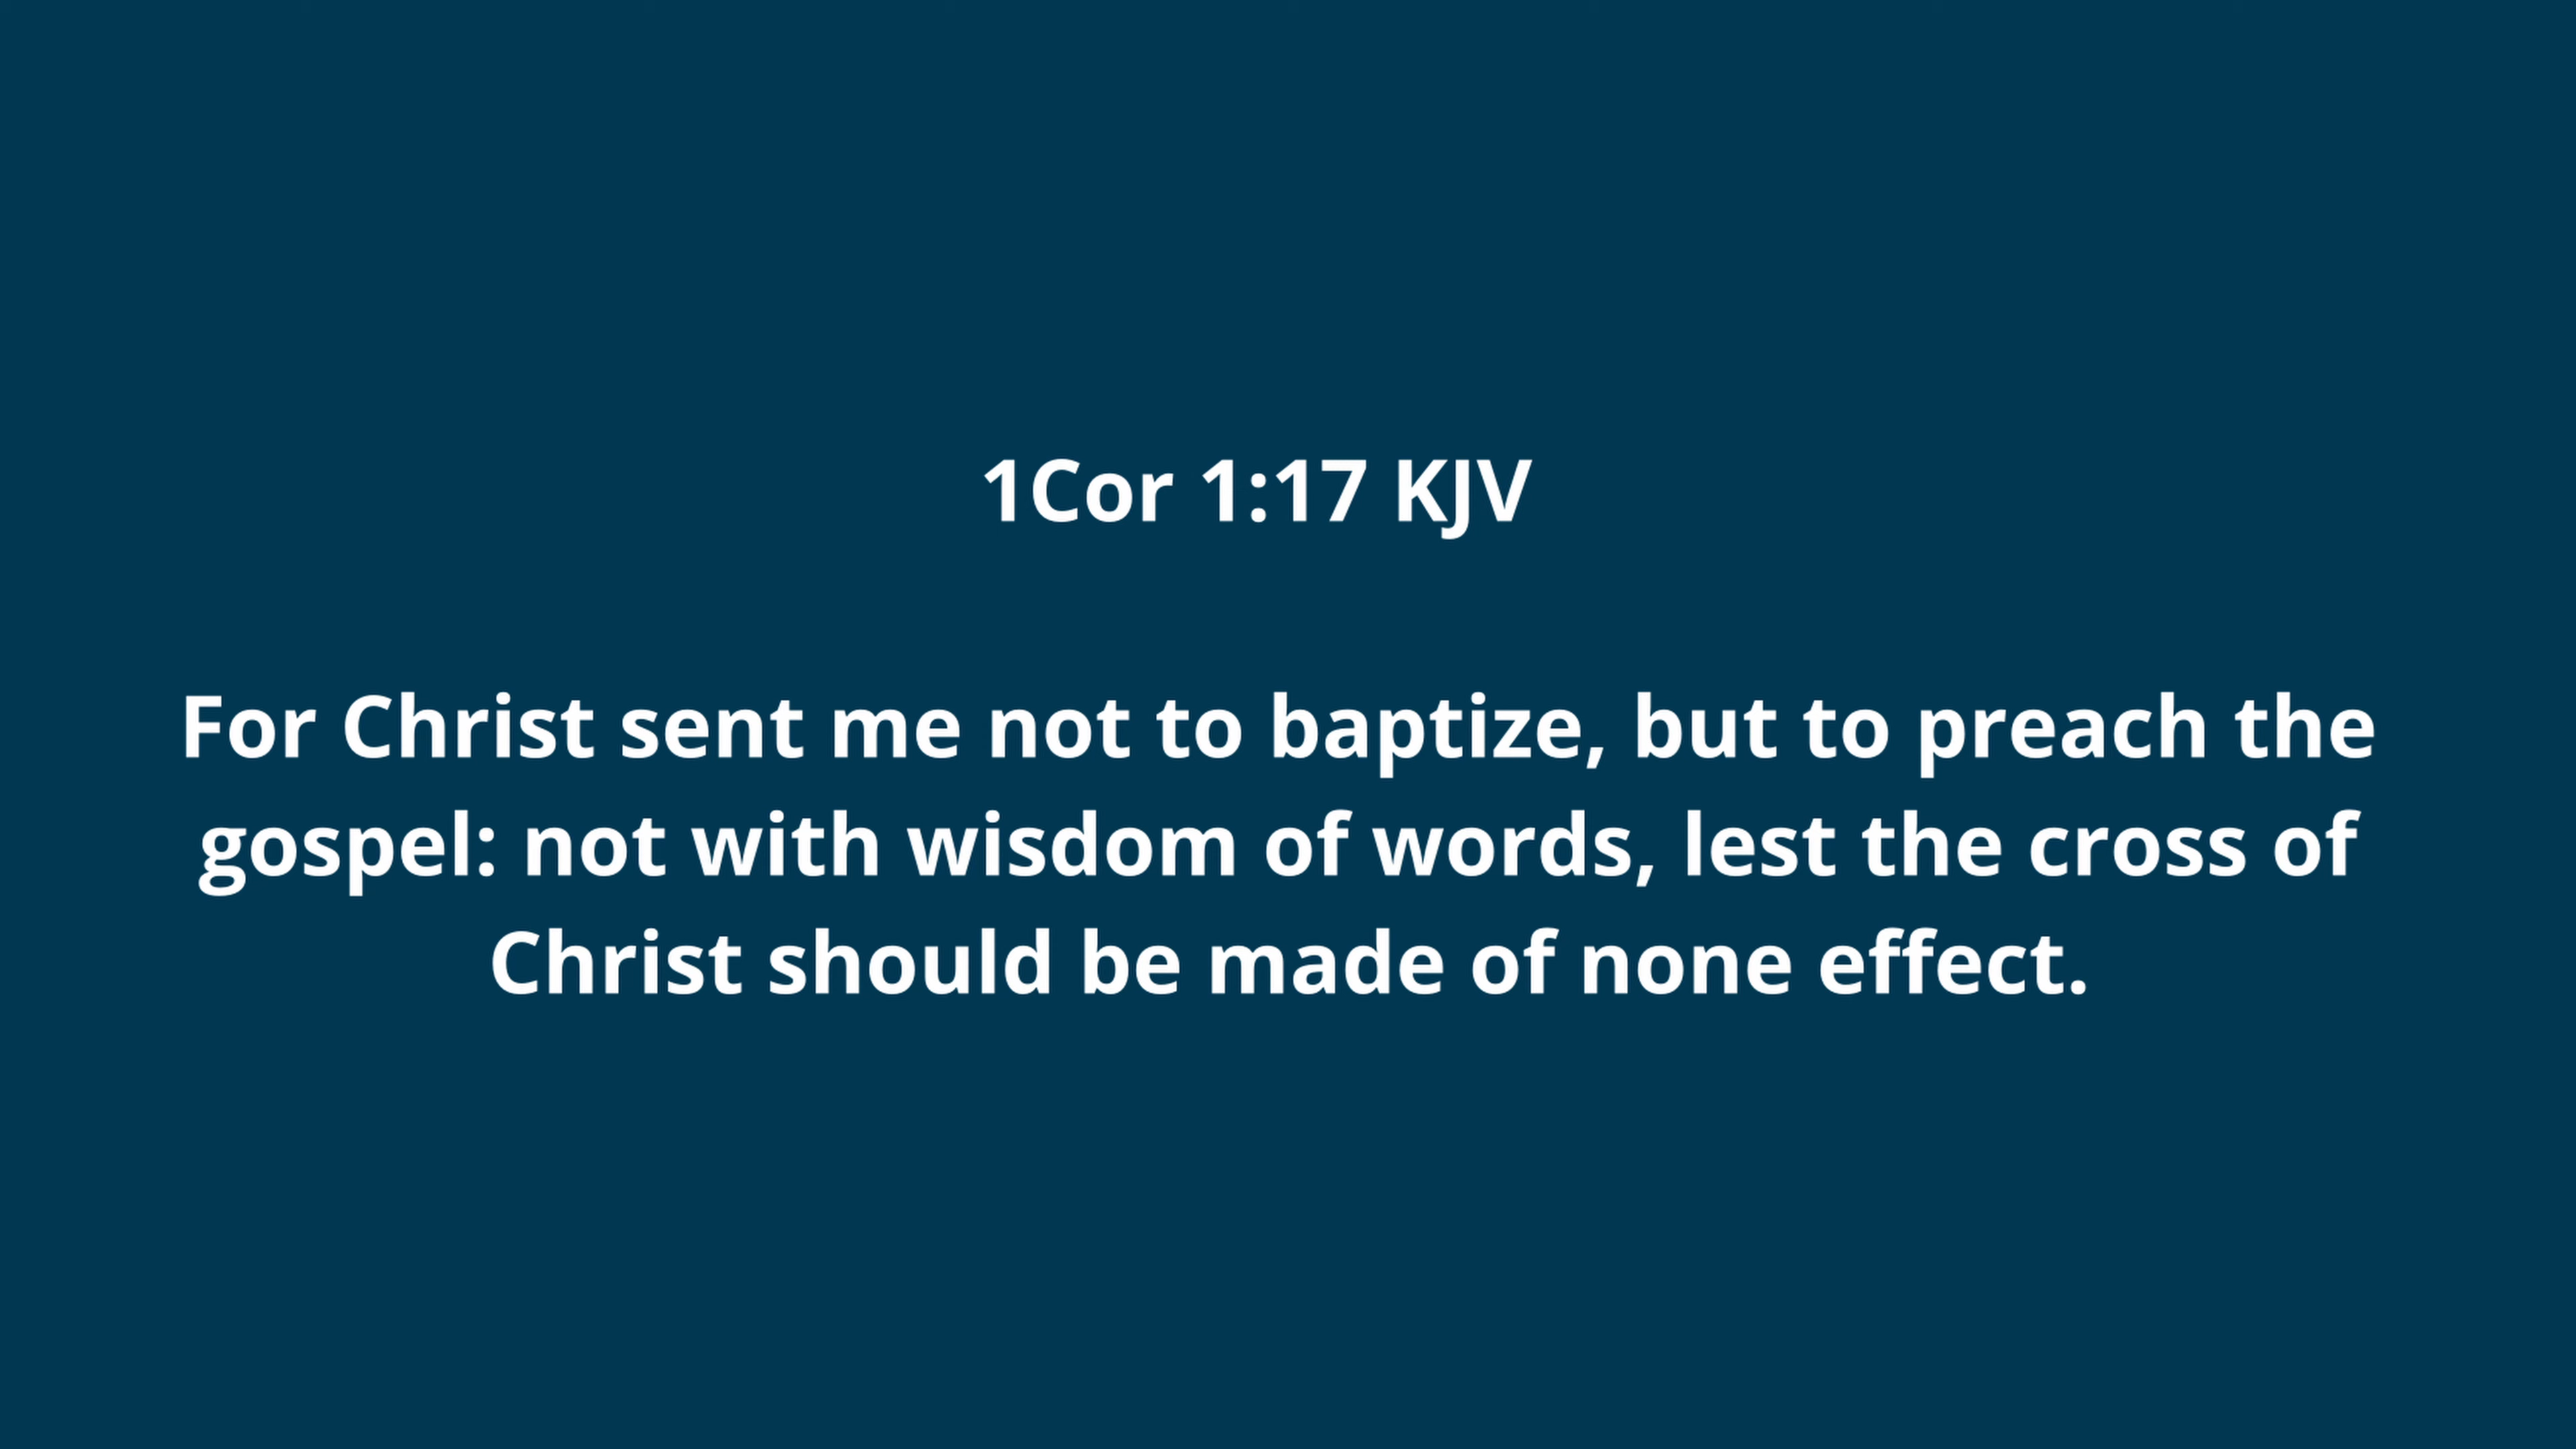 1Cor 1:17 KJV
For Christ sent me not to baptize, but to preach the
gospel: not with wisdom of words, lest the cross of
Christ should be made of none effect.